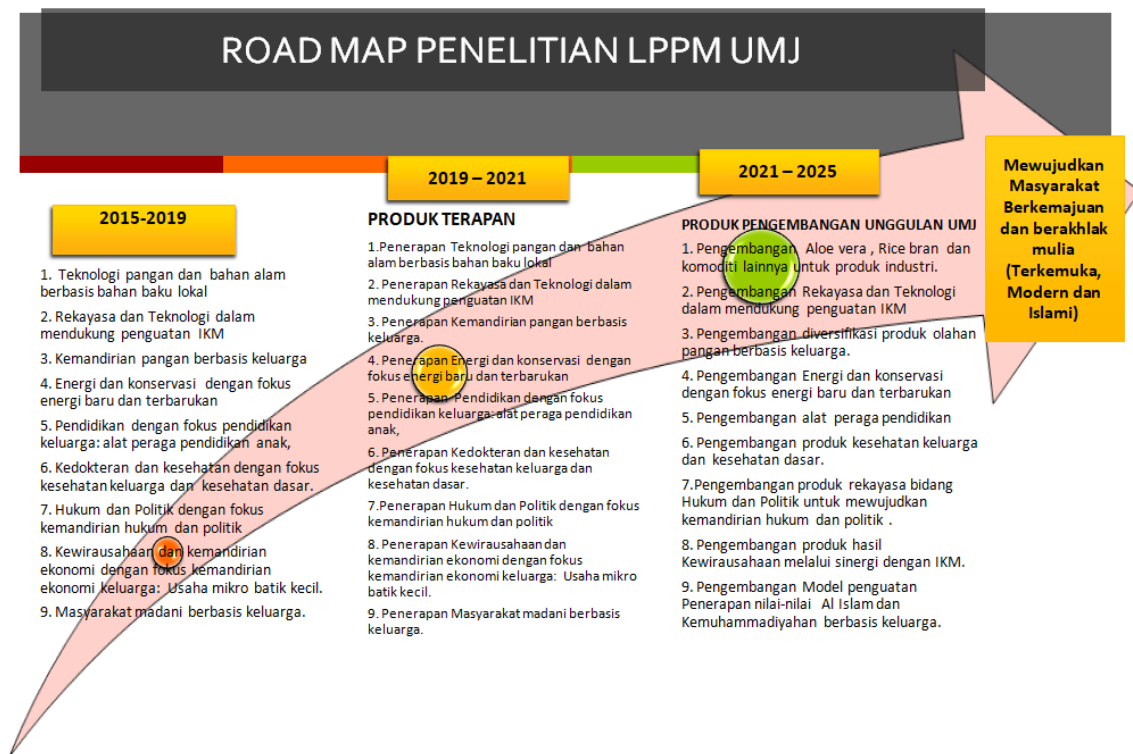 ROAD MAP PENELITIAN LPPM UMJ
2015-2019
1. Teknologi pangan dan bahan alam
berbasis bahan baku lokal
2. Rekayasa dan Teknologi dalam
mendukung penguatan IKM
3. Kemandirian pangan berbasis keluarga
4. Energi dan konservasi dengan fokus
energi baru dan terbarukan
5. Pendidikan dengan fokus pendidikan
keluarga: alat peraga pendidikan anak,
6. Kedokteran dan kesehatan dengan fokus
kesehatan keluarga dan kesehatan dasar.
7. Hukum dan Politik dengan fokus
kemandirian hukum dan politik
8. Kewirausahaan dan kemandirian
ekonomi dengan fokus kemandirian
ekonomi keluarga: Usaha mikro batik kecil.
9. Masyarakat madani berbasis keluarga.
2019 – 2021
PRODUK TERAPAN
1.Penerapan Teknologi pangan dan bahan
alam berbasis bahan baku lokal
2. Penerapan Rekayasa dan Teknologi dalam
mendukung penguatan IKM
3. Penerapan Kemandirian pangan berbasis
keluarga.
4. Penerapan Energi dan konservasi dengan
fokus energi baru dan terbarukan
5. Penerapan Pendidikan dengan fokus
pendidikan keluarga: alat peraga pendidikan
anak,
6. Penerapan Kedokteran dan kesehatan
dengan fokus kesehatan keluarga dan
kesehatan dasar.
7.Penerapan Hukum dan Politik dengan fokus
kemandirian hukum dan politik
8. Penerapan Kewirausahaan dan
kemandirian ekonomi dengan fokus
kemandirian ekonomi keluarga: Usaha mikro
batik kecil.
9. Penerapan Masyarakat madani berbasis
keluarga.
2021 – 2025
PRODUK PENGEMBANGAN UNGGULAN UMJ
1. Pengembangan Aloe vera , Rice bran dan
komoditi lainnya untuk produk industri.
2. Pengembangan Rekayasa dan Teknologi
dalam mendukung penguatan IKM
3. Pengembangan diversifikasi produk olahan
pangan berbasis keluarga.
4. Pengembangan Energi dan konservasi
dengan fokus energi baru dan terbarukan
5. Pengembangan alat peraga pendidikan
6. Pengembangan produk kesehatan keluarga
dan kesehatan dasar.
7.Pengembangan produk rekayasa bidang
Hukum dan Politik untuk mewujudkan
kemandirian hukum dan politik .
8. Pengembangan produk hasil
Kewirausahaan melalui sinergi dengan IKM.
9. Pengembangan Model penguatan
Penerapan nilai-nilai Al Islam dan
Kemuhammadiyahan berbasis keluarga.
Mewujudkan
Masyarakat
Berkemajuan
dan berakhlak
mulia
(Terkemuka,
Modern dan
Islami)